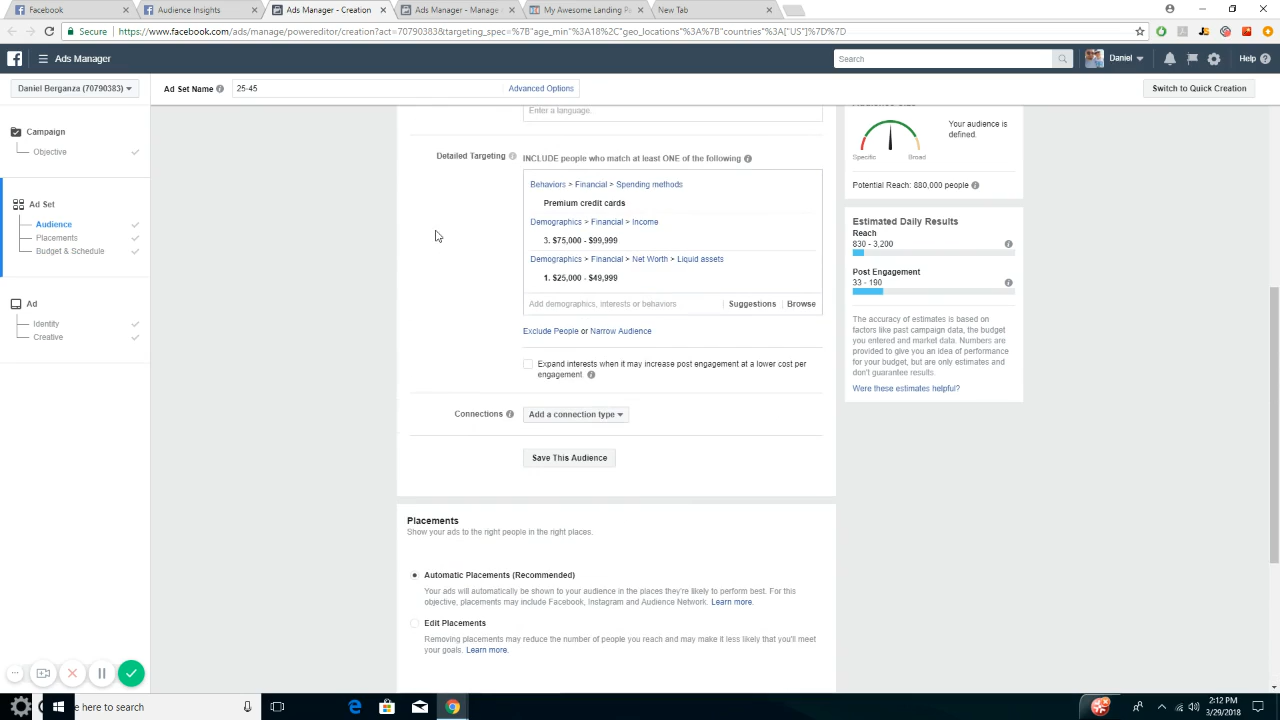 Facebook
Audience Insights
Ads Manager - Creation
Ads Manager - Manage
My Awesome Landing Pa
New Tab
Secure
https://www.facebook.com/ads/manage/powereditor/creation?act=70790383&targeting_spec=%7B"age_min"%3A18%2C"geo_locations"%3A%7B"countries"%3A["US"]%7D%7D
Ads Manager
Search
Daniel
Help
Daniel Berganza (70790383)
Ad Set Name
25-45
Advanced Options
Switch to Quick Creation
Campaign
Objective
Ad Set
Audience
Placements
Budget & Schedule
Ad
Identity
Creative
Enter a language.
Detailed Targeting
INCLUDE people who match at least ONE of the following
Behaviors > Financial > Spending methods
Premium credit cards
Demographics > Financial > Income
3. $75,000 - $99,999
Demographics > Financial > Net Worth > Liquid assets
1. $25,000 - $49,999
Add demographics, interests or behaviors
Suggestions
Browse
Exclude People or Narrow Audience
Expand interests when it may increase post engagement at a lower cost per
engagement.
Connections
Add a connection type
Save This Audience
Placements
Show your ads to the right people in the right places.
Automatic Placements (Recommended)
Your ads will automatically be shown to your audience in the places they're likely to perform best. For this
objective, placements may include Facebook, Instagram and Audience Network. Learn more.
Edit Placements
Removing placements may reduce the number of people you reach and may make it less likely that you'll meet
your goals. Learn more.
Your audience is
defined.
Specific
Broad
Potential Reach: 880,000 people
Estimated Daily Results
Reach
830 - 3,200
Post Engagement
33 - 190
The accuracy of estimates is based on
factors like past campaign data, the budget
you entered and market data. Numbers are
provided to give you an idea of performance
for your budget, but are only estimates and
don't guarantee results.
Were these estimates helpful?
e here to search
2:12 PM
3/29/2018